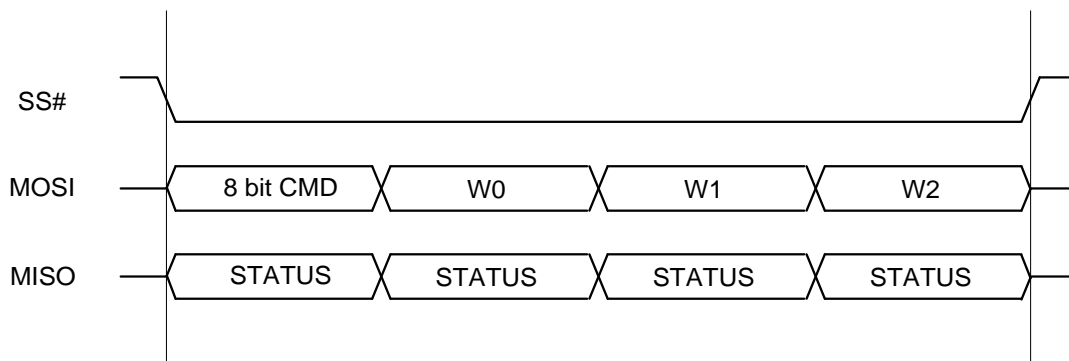 SS#
MOSI 8 bit CMD W0 W1 W2
MISO STATUS STATUS STATUS STATUS